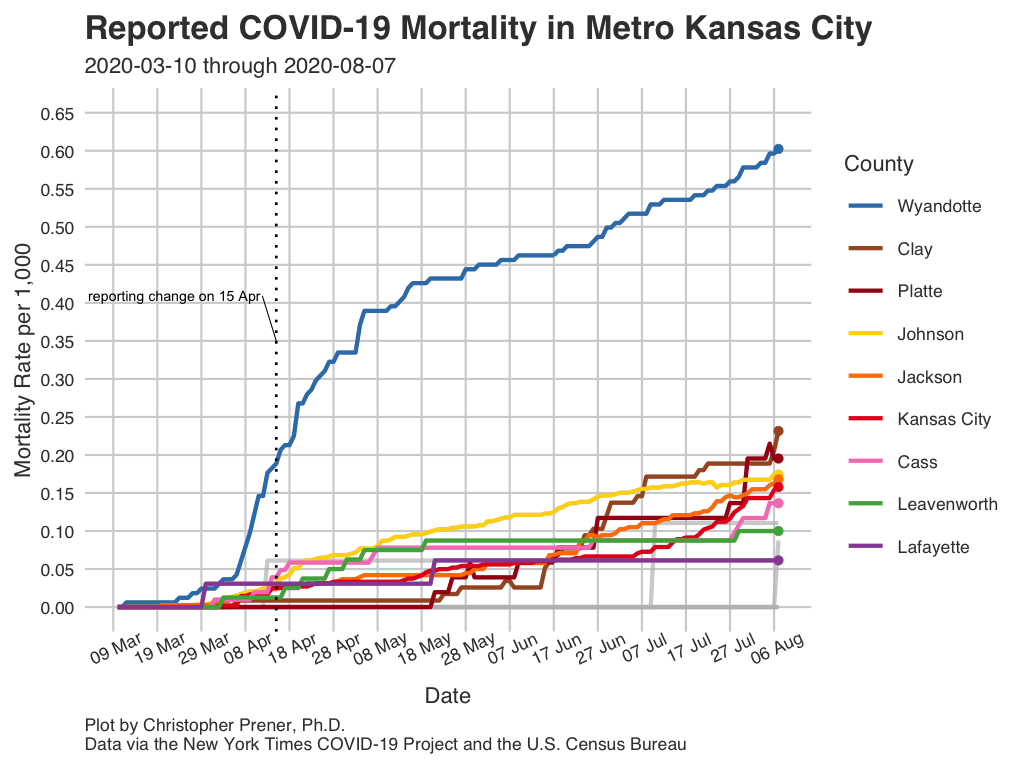 Reported COVID-19 Mortality in Metro Kansas City
2020-03-10 through 2020-08-07
Mortality Rate per 1,000
0.65
0.60
0.55
0.50
0.45
0.40
0.35
0.30
0.25
0.20
0.15
0.10
0.05
0.00
reporting change on 15 Apr
09 Mar
19 Mar
29 Mar
08 Apr
18 Apr
28 Apr
08 May
18 May
28 May
07 Jun
17 Jun
27 Jun
07 Jul
17 Jul
27 Jul
06 Aug
Date
County
Wyandotte
Clay
Platte
Johnson
Jackson
Kansas City
Cass
Leavenworth
Lafayette
Plot by Christopher Prener, Ph.D.
Data via the New York Times COVID-19 Project and the U.S. Census Bureau